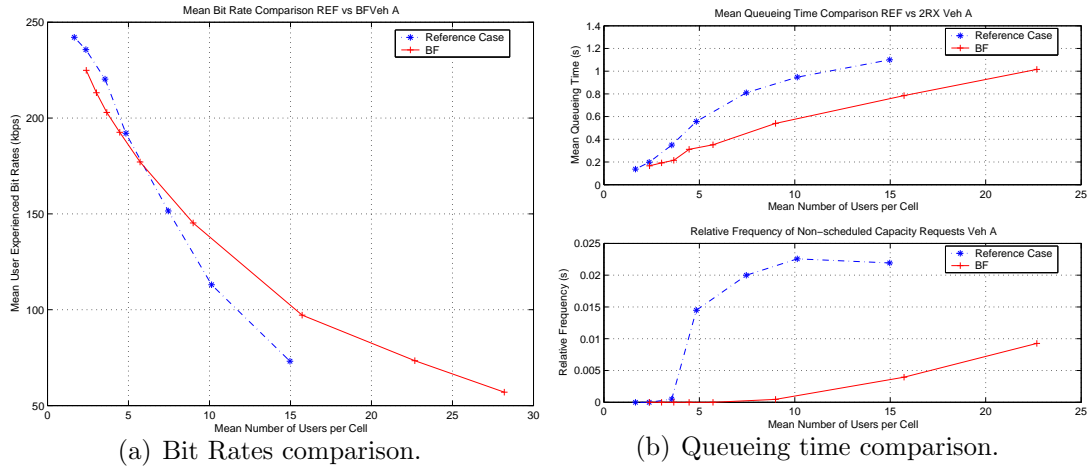 Mean Bit Rate Comparison REF vs BFVeh A
250
200
150
100
50
Mean User Experienced Bit Rates (kbps)
Reference Case
BF
0
5
10
15
20
25
30
Mean Number of Users per Cell
(a) Bit Rates comparison.
Mean Queueing Time Comparison REF vs 2RX Veh A
1.4
1.2
1
0.8
0.6
0.4
0.2
0
Mean Queueing Time (s)
Reference Case
BF
0
5
10
15
20
25
Mean Number of Users per Cell
Relative Frequency of Non−scheduled Capacity Requests Veh A
0.025
0.02
0.015
0.01
0.005
0
Relative Frequency (s)
Reference Case
BF
0
5
10
15
20
25
Mean Number of Users per Cell
(b) Queueing time comparison.